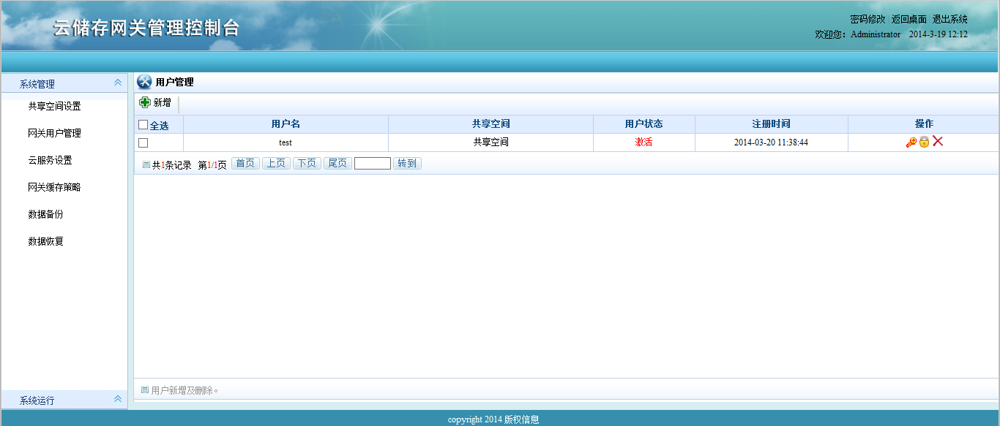 云储存网关管理控制台
密码修改 返回桌面 退出系统
欢迎您：Administrator 2014-3-19 12:12
系统管理
共享空间设置
网关用户管理
云服务设置
网关缓存策略
数据备份
数据恢复
系统运行
用户管理
新增
全选 用户名 共享空间 用户状态 注册时间 操作
test 共享空间 激活 2014-03-20 11:38:44
共1条记录 第1/1页 首页 上页 下页 尾页 转到
用户新增及删除。
copyright 2014 版权信息